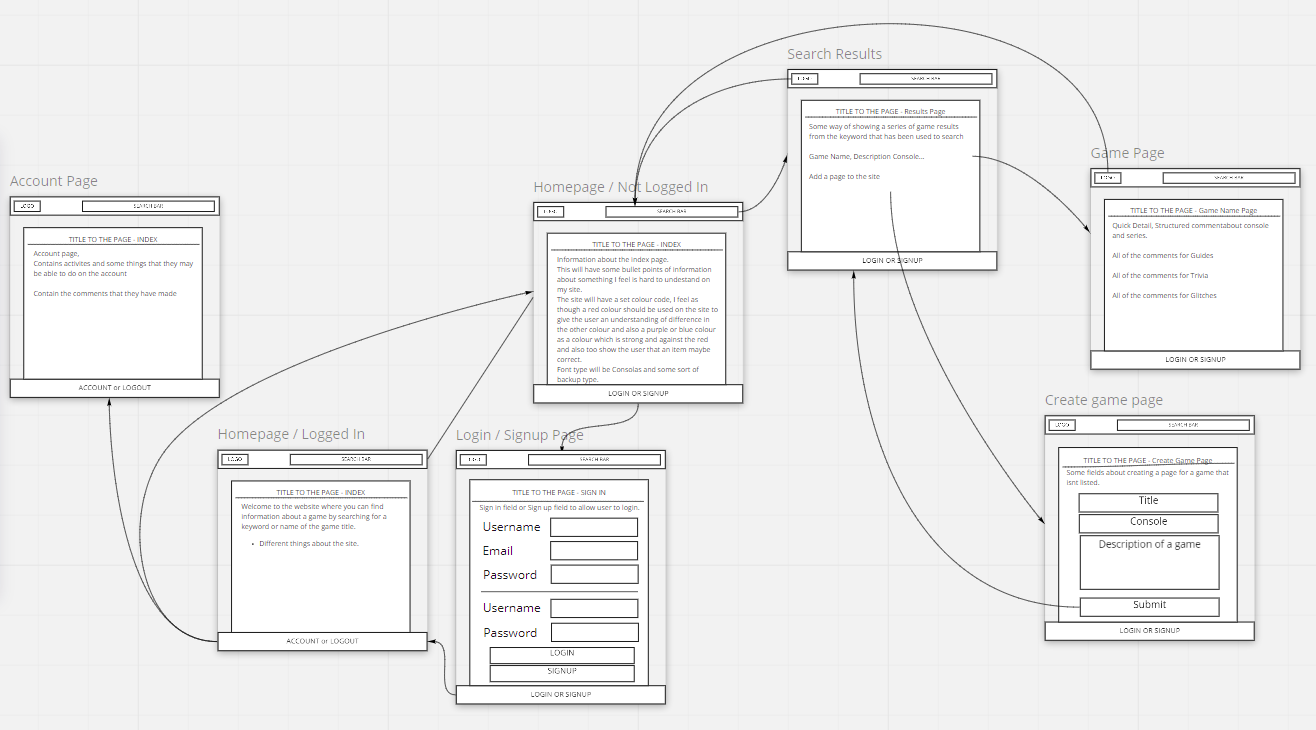 Search Results
LOGO
SEARCH BAR
TITLE TO THE PAGE - Results Page
Some way of showing a series of game results
from the keyword that has been used to search
Game Name, Description Console...
Add a page to the site
LOGIN OR SIGNUP
Game Page
LOGO
SEARCH BAR
TITLE TO THE PAGE - Game Name Page
Quick Detail, Structured commentabout console
and series.
All of the comments for Guides
All of the comments for Trivia
All of the comments for Glitches
LOGIN OR SIGNUP
Account Page
LOGO
SEARCH BAR
TITLE TO THE PAGE - INDEX
Account page,
Contains activites and some things that they may
be able to do on the account
Contain the comments that they have made
ACCOUNT or LOGOUT
Homepage / Not Logged In
LOGO
SEARCH BAR
TITLE TO THE PAGE - INDEX
Information about the index page.
This will have some bullet points of information
about something I feel is hard to undestand on
my site.
The site will have a set colour code, I feel as
though a red colour should be used on the site to
give the user an understanding of difference in
the other colour and also a purple or blue colour
as a colour which is strong and against the red
and also too show the user that an item maybe
correct.
Font type will be Consolas and some sort of
backup type.
LOGIN OR SIGNUP
Create game page
LOGO
SEARCH BAR
TITLE TO THE PAGE - Create Game Page
Some fields about creating a page for a game that
isnt listed.
Title
Console
Description of a game
Submit
LOGIN OR SIGNUP
Homepage / Logged In
LOGO
SEARCH BAR
TITLE TO THE PAGE - INDEX
Welcome to the website where you can find
information about a game by searching for a
keyword or name of the game title.
• Different things about the site.
ACCOUNT or LOGOUT
Login / Signup Page
LOGO
SEARCH BAR
TITLE TO THE PAGE - SIGN IN
Sign in field or Sign up field to allow user to login.
Username
Email
Password
Username
Password
LOGIN
SIGNUP
LOGIN OR SIGNUP